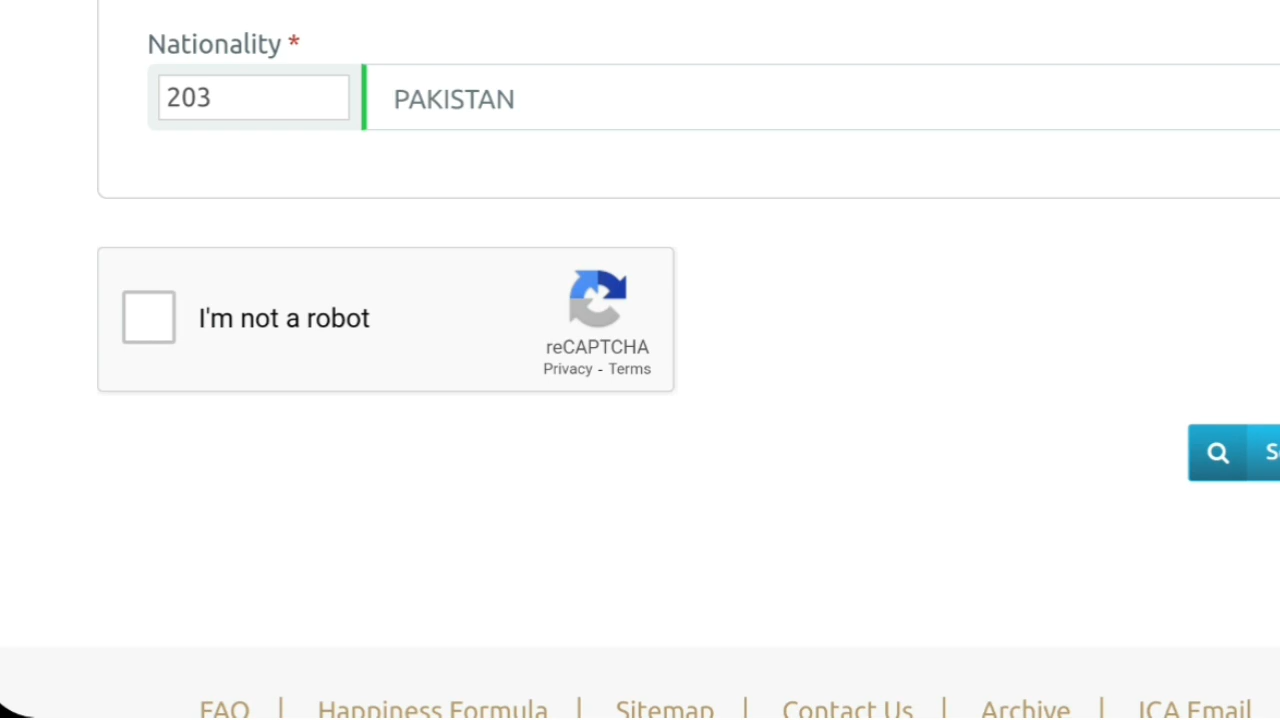 Nationality *
203 PAKISTAN
I'm not a robot
reCAPTCHA
Privacy - Terms
FAQ | Happiness Formula | Sitemap | Contact Us | Archive | ICA Email